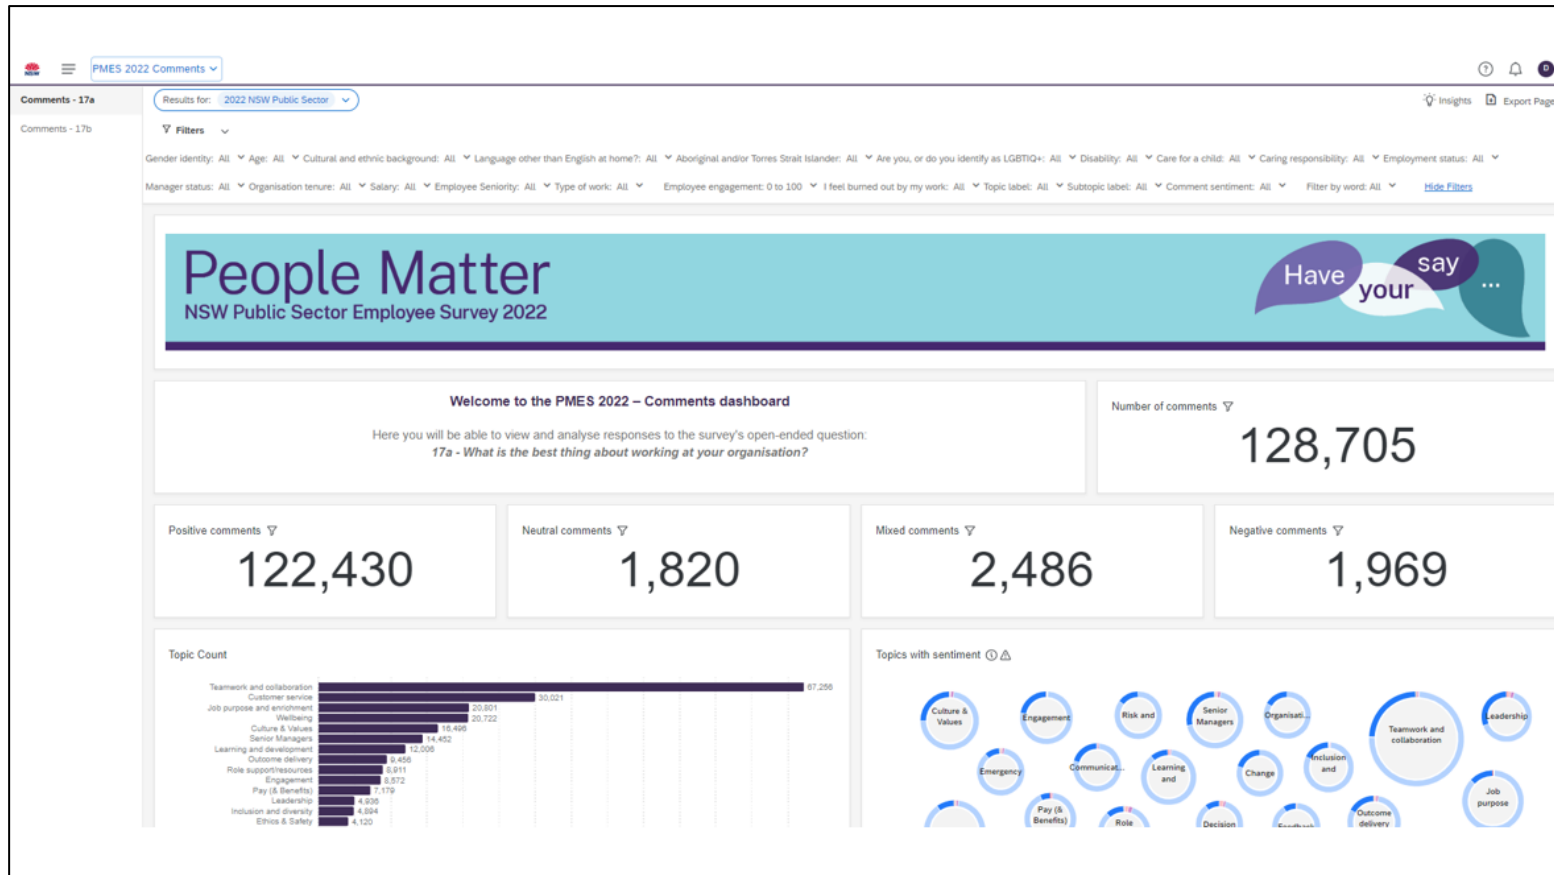 NSW
PMES 2022 Comments
D
Comments - 17a
Comments - 17b
Results for: 2022 NSW Public Sector
Insights
Export Page
Filters
Gender identity: All Age: All Cultural and ethnic background: All Language other than English at home?: All Aboriginal and/or Torres Strait Islander: All Are you, or do you identify as LGBTIQ+: All Disability: All Care for a child: All Caring responsibility: All Employment status: All
Manager status: All Organisation tenure: All Salary: All Employee Seniority: All Type of work: All Employee engagement: 0 to 100 I feel burned out by my work: All Topic label: All Subtopic label: All Comment sentiment: All Filter by word: All Hide Filters
People Matter
NSW Public Sector Employee Survey 2022
Have
your
say
...
Welcome to the PMES 2022 – Comments dashboard
Here you will be able to view and analyse responses to the survey's open-ended question:
17a - What is the best thing about working at your organisation?
Number of comments
128,705
Positive comments
122,430
Neutral comments
1,820
Mixed comments
2,486
Negative comments
1,969
Topic Count
Teamwork and collaboration 67,256
Customer service 30,021
Job purpose and enrichment 20,801
Wellbeing 20,722
Culture & Values 16,496
Senior Managers 14,452
Learning and development 12,006
Outcome delivery 9,456
Role support/resources 8,911
Engagement 8,572
Pay (& Benefits) 7,179
Leadership 4,936
Inclusion and diversity 4,894
Ethics & Safety 4,120
Topics with sentiment
Culture &
Values
Engagement
Risk and
Senior
Managers
Organisati...
Teamwork and
collaboration
Leadership
Emergency
Communicat...
Learning
and
Change
Inclusion
and
Job
purpose
Pay (&
Benefits)
Role
Decision
Feedback
Outcome
delivery